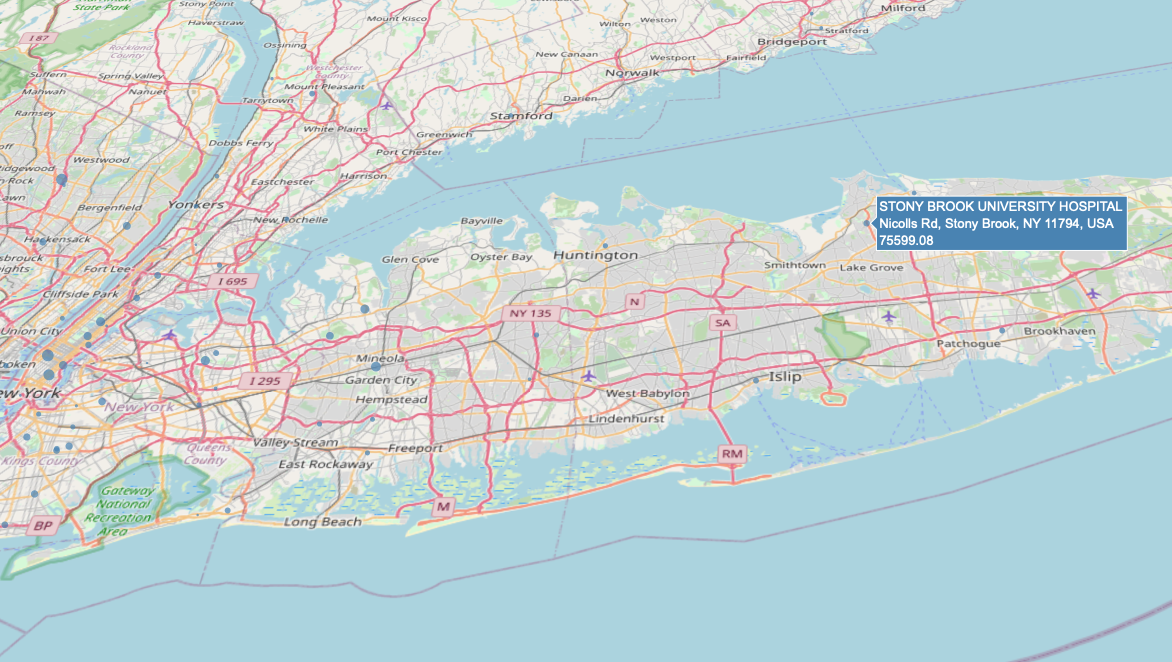 State Park
Stony Point
Haverstraw
Mount Kisco
Wilton
Weston
Milford
Stratford
Bridgeport
I 87
Rockland
County
Ossining
New Canaan
Westport
Fairfield
Suffern
Spring Valley
Westchester
County
Norwalk
Mahwah
Nanuet
Mount Pleasant
Tarrytown
Darien
Ramsey
Stamford
White Plains
Greenwich
Dobbs Ferry
Port Chester
Westwood
Harrison
Eastchester
Yonkers
Bergenfield
New Rochelle
Bayville
STONY BROOK UNIVERSITY HOSPITAL
Nicolls Rd, Stony Brook, NY 11794, USA
75599.08
Hackensack
Glen Cove
Oyster Bay
Huntington
Fort Lee
Smithtown
Lake Grove
I 695
Cliffside Park
N
NY 135
SA
Union City
Brookhaven
Patchogue
Mineola
I 295
Garden City
Islip
New York
Hempstead
West Babylon
New York
Lindenhurst
Valley Stream
Freeport
Queens
County
Kings County
East Rockaway
RM
Gateway
National
Recreation
Area
M
BP
Long Beach